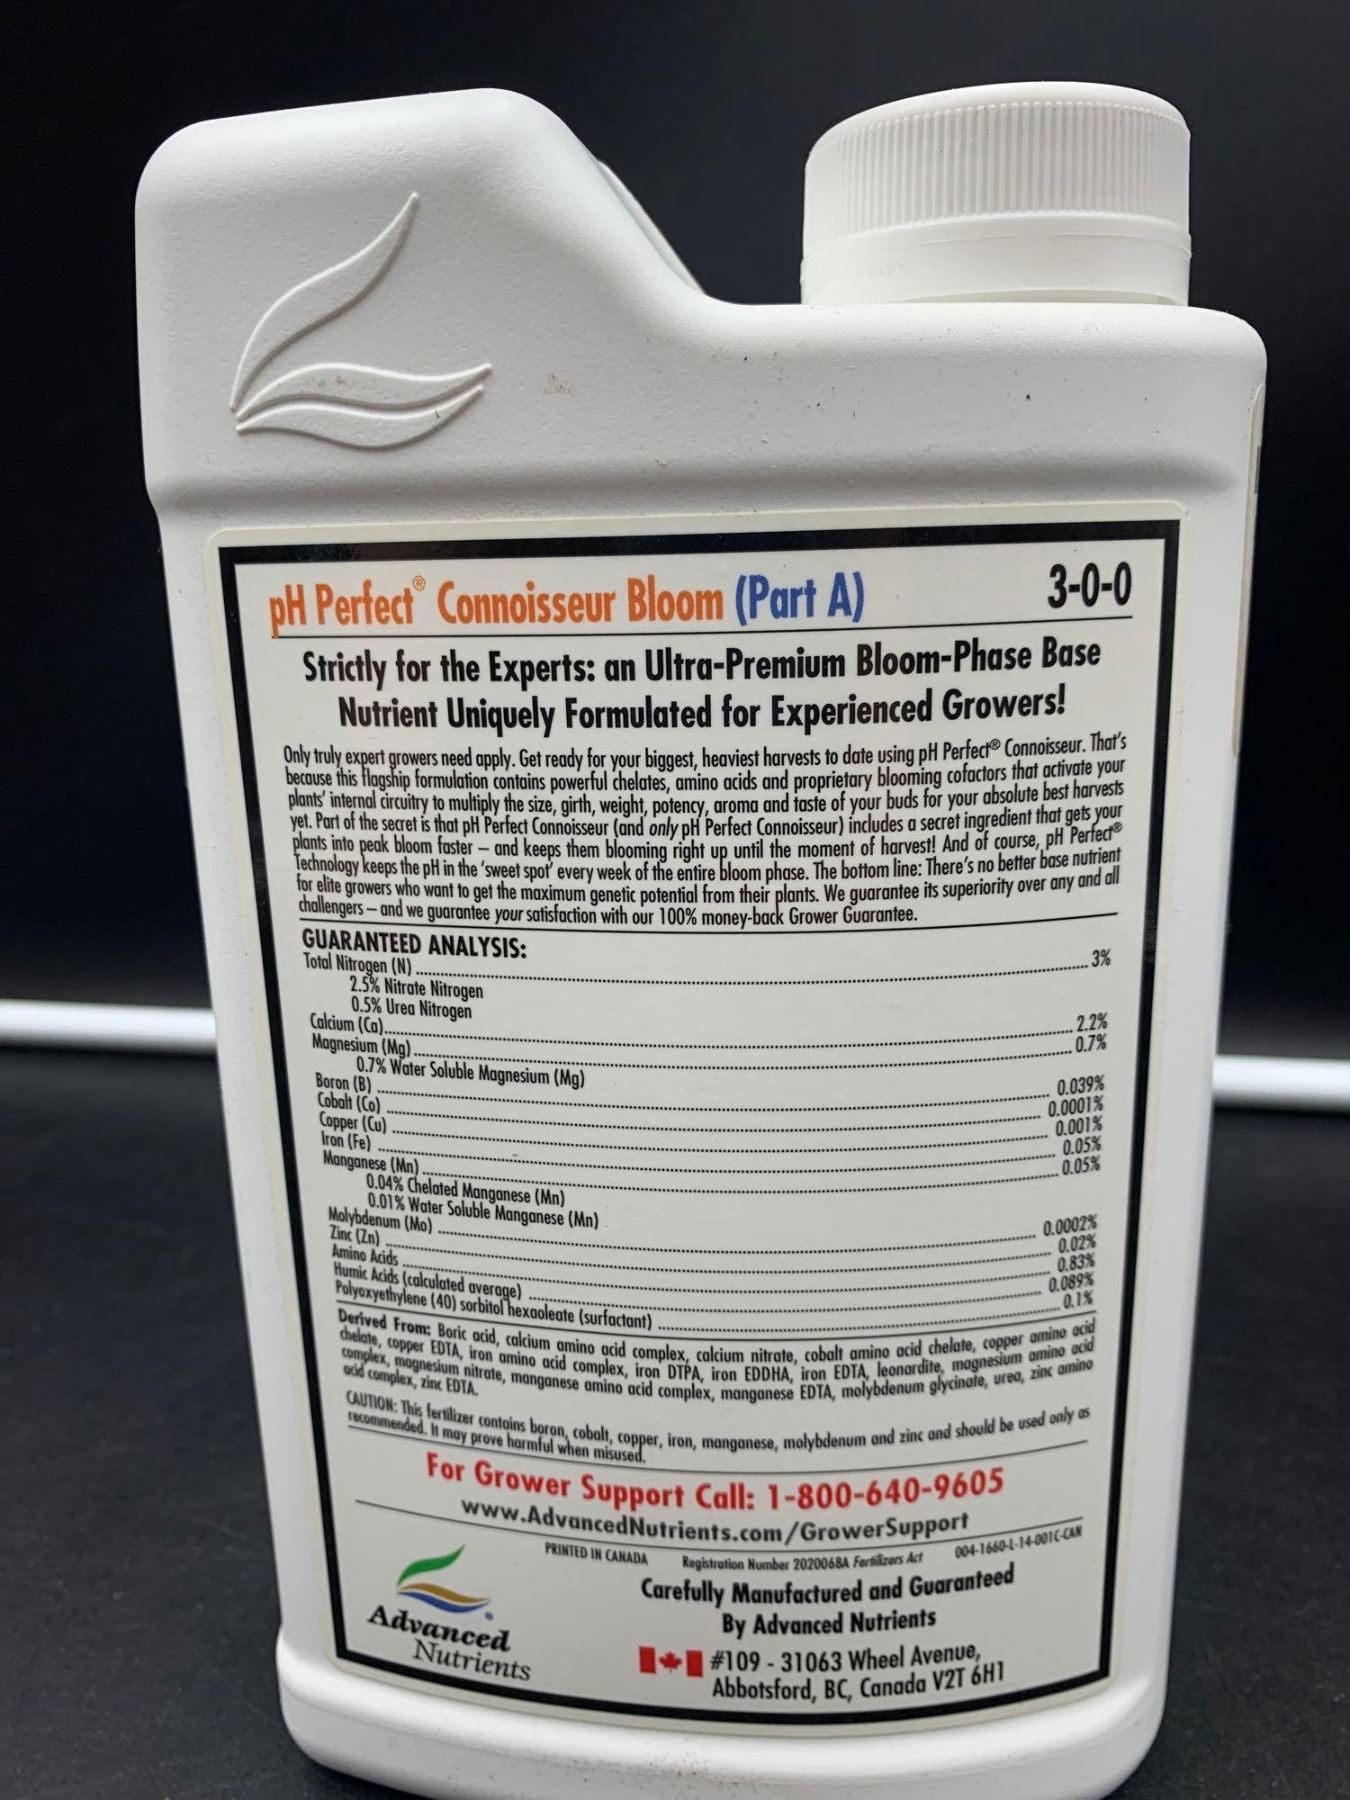 pH Perfect® Connoisseur Bloom (Part A) 3-0-0
Strictly for the Experts: an Ultra-Premium Bloom-Phase Base
Nutrient Uniquely Formulated for Experienced Growers!
Only truly expert growers need apply. Get ready for your biggest, heaviest harvests to date using pH Perfect® Connoisseur. That's
because this flagship formulation contains powerful chelates, amino acids and proprietary blooming cofactors that activate your
plants' internal circuitry to multiply the size, girth, weight, potency, aroma and taste of your buds for your absolute best harvests
yet. Part of the secret is that pH Perfect Connoisseur (and only pH Perfect Connoisseur) includes a secret ingredient that gets your
plants into peak bloom faster – and keeps them blooming right up until the moment of harvest! And of course, pH Perfect®
Technology keeps the pH in the 'sweet spot' every week of the entire bloom phase. The bottom line: There's no better base nutrient
for elite growers who want to get the maximum genetic potential from their plants. We guarantee its superiority over any and all
challengers – and we guarantee your satisfaction with our 100% money-back Grower Guarantee.
GUARANTEED ANALYSIS:
Total Nitrogen (N) 3%
2.5% Nitrate Nitrogen
0.5% Urea Nitrogen
Calcium (Ca) 2.2%
Magnesium (Mg) 0.7%
0.7% Water Soluble Magnesium (Mg)
Boron (B) 0.039%
Cobalt (Co) 0.0001%
Copper (Cu) 0.001%
Iron (Fe) 0.05%
Manganese (Mn) 0.05%
0.04% Chelated Manganese (Mn)
0.01% Water Soluble Manganese (Mn)
Molybdenum (Mo) 0.0002%
Zinc (Zn) 0.02%
Amino Acids 0.83%
Humic Acids (calculated average) 0.089%
Polyoxyethylene (40) sorbitol hexaoleate (surfactant) 0.1%
Derived From: Boric acid, calcium amino acid complex, calcium nitrate, cobalt amino acid chelate, copper amino acid
chelate, copper EDTA, iron amino acid complex, iron DTPA, iron EDDHA, iron EDTA, leonardite, magnesium amino acid
complex, magnesium nitrate, manganese amino acid complex, manganese EDTA, molybdenum glycinate, urea, zinc amino
acid complex, zinc EDTA.
CAUTION: This fertilizer contains boron, cobalt, copper, iron, manganese, molybdenum and zinc and should be used only as
recommended. It may prove harmful when misused.
For Grower Support Call: 1-800-640-9605
www.AdvancedNutrients.com/GrowerSupport
PRINTED IN CANADA Registration Number 2020068A Fertilizers Act 004-1660-L-14-001C-CAN
Carefully Manufactured and Guaranteed
By Advanced Nutrients
#109 - 31063 Wheel Avenue,
Abbotsford, BC, Canada V2T 6H1
Advanced
Nutrients